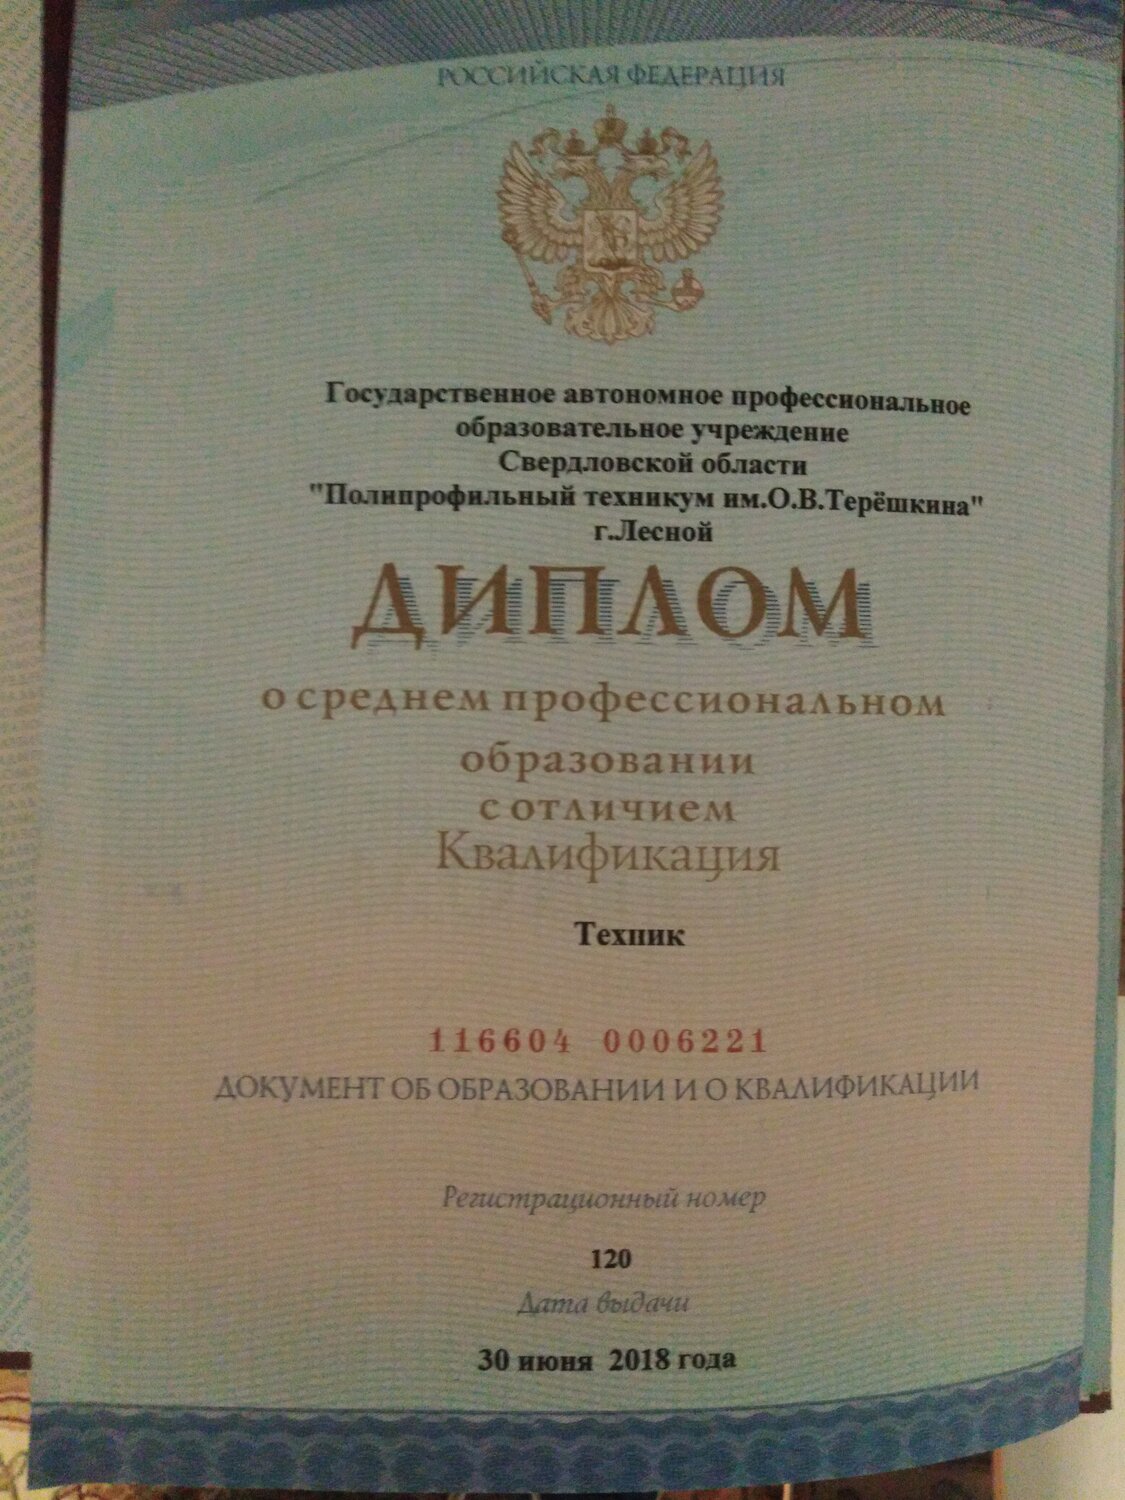 РОССИЙСКАЯ ФЕДЕРАЦИЯ
Государственное автономное профессиональное
образовательное учреждение
Свердловской области
"Полипрофильный техникум им.О.В.Терёшкина"
г.Лесной
ДИПЛОМ
о среднем профессиональном
образовании
с отличием
Квалификация
Техник
116604 0006221
ДОКУМЕНТ ОБ ОБРАЗОВАНИИ И О КВАЛИФИКАЦИИ
Регистрационный номер
120
Дата выдачи
30 июня 2018 года